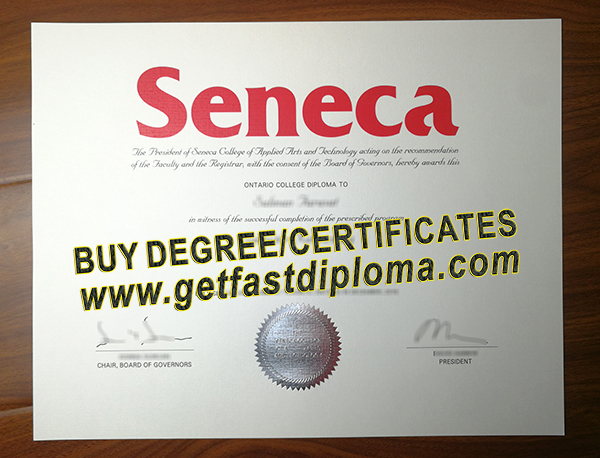 Seneca
The President of Seneca College of Applied Arts and Technology acting on the recommendation
of the Faculty and the Registrar, with the consent of the Board of Governors, hereby awards this
ONTARIO COLLEGE DIPLOMA TO
in witness of the successful completion of the prescribed program
BUY DEGREE/CERTIFICATES
www.getfastdiploma.com
CHAIR, BOARD OF GOVERNORS
PRESIDENT